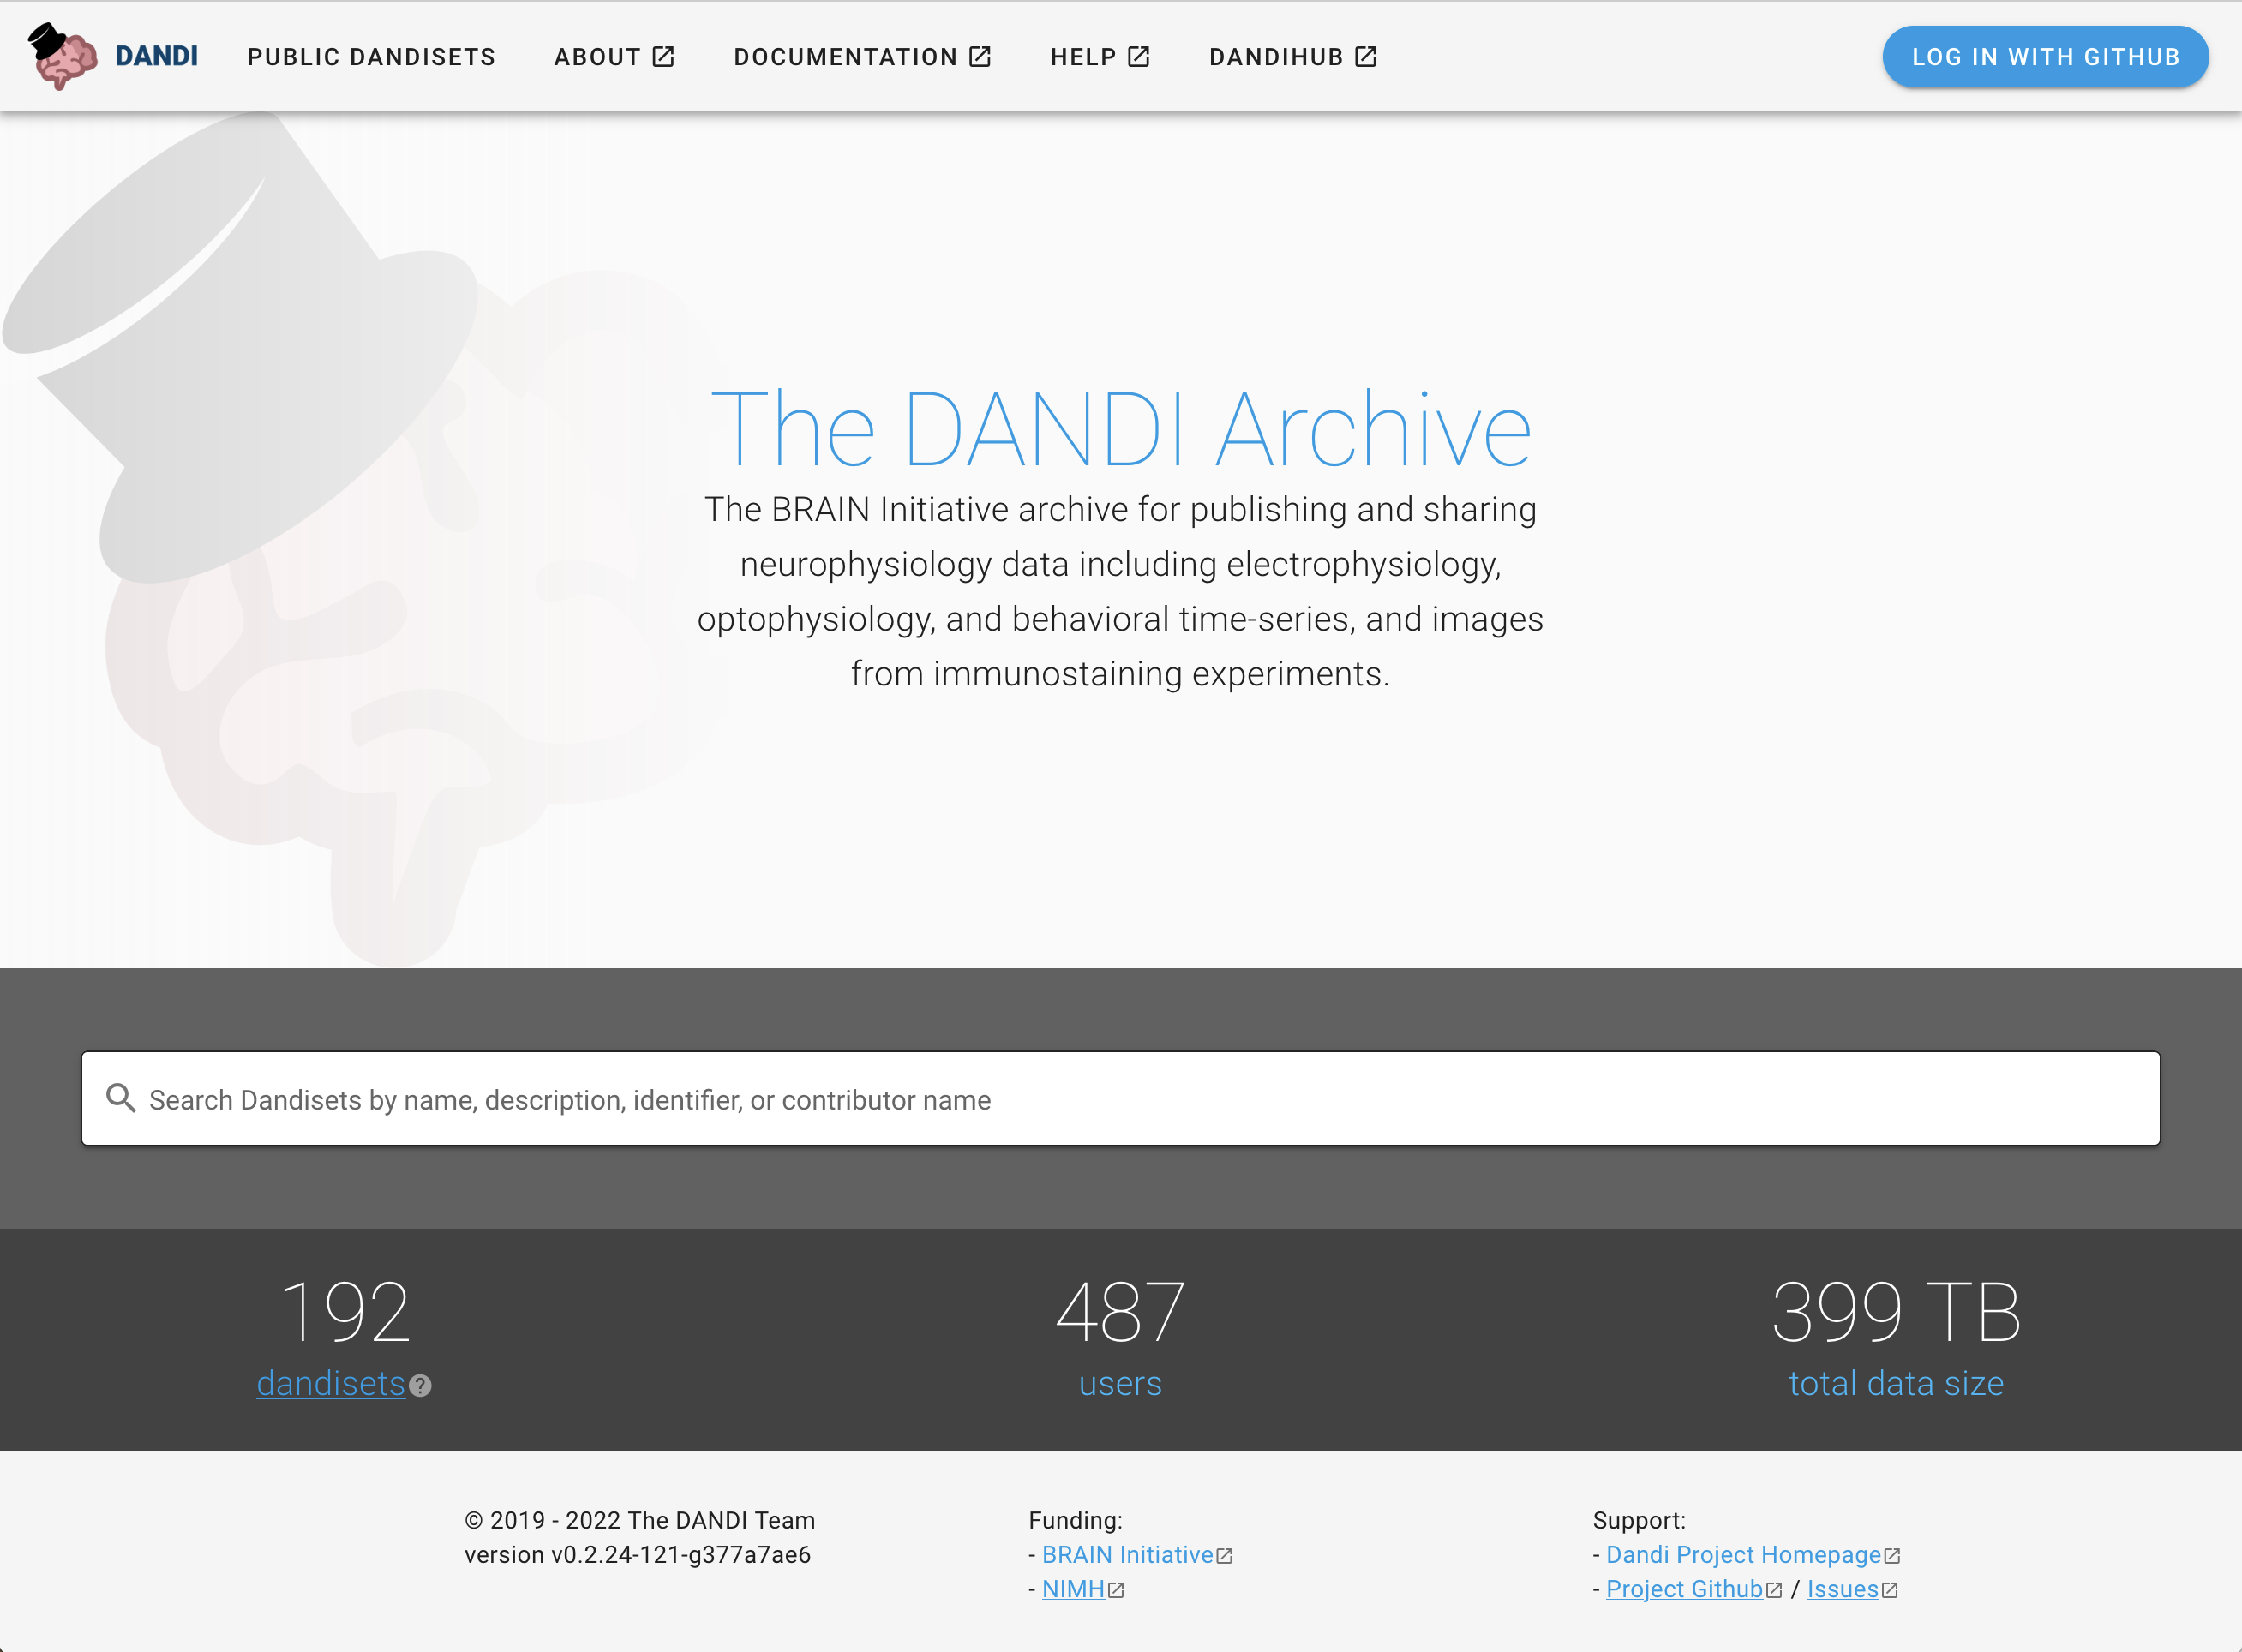 DANDI
PUBLIC DANDISETS
ABOUT
DOCUMENTATION
HELP
DANDIHUB
LOG IN WITH GITHUB
The DANDI Archive
The BRAIN Initiative archive for publishing and sharing
neurophysiology data including electrophysiology,
optophysiology, and behavioral time-series, and images
from immunostaining experiments.
Search Dandisets by name, description, identifier, or contributor name
192
dandisets
487
users
399 TB
total data size
© 2019 - 2022 The DANDI Team
version v0.2.24-121-g377a7ae6
Funding:
- BRAIN Initiative
- NIMH
Support:
- Dandi Project Homepage
- Project Github / Issues